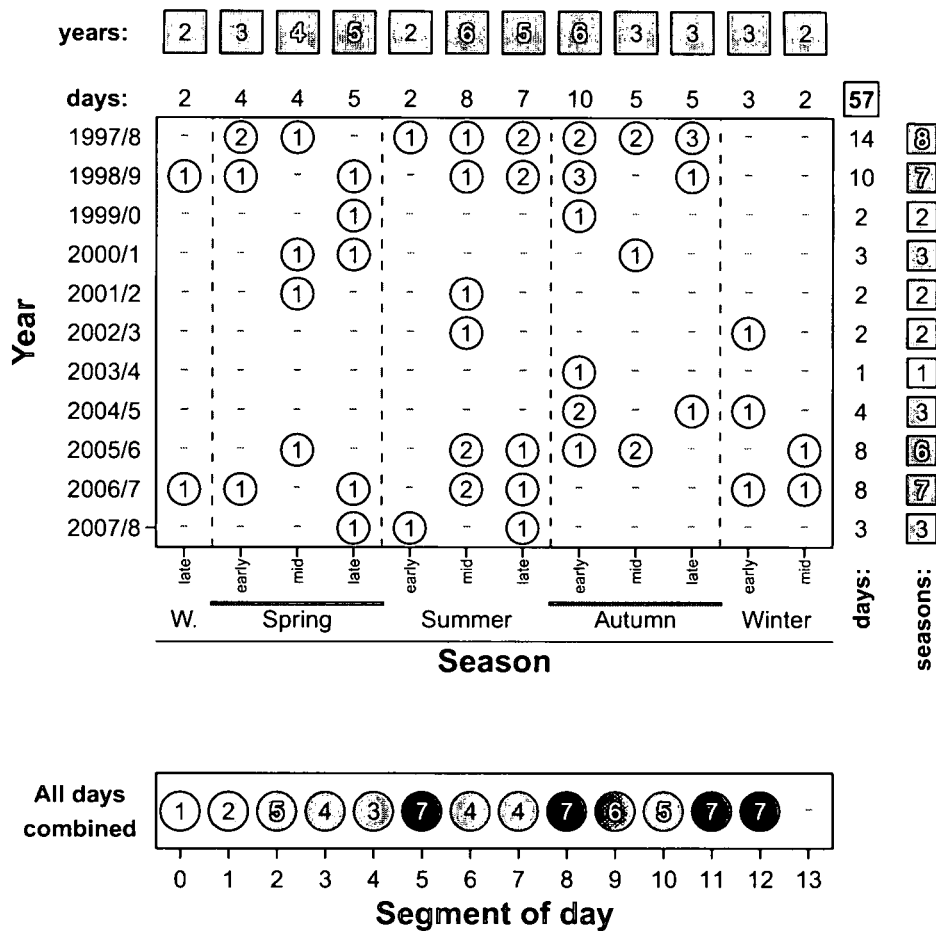 years: 2 3 4 5 2 6 5 6 3 3 3 2
days: 2 4 4 5 2 8 7 10 5 5 3 2 57
1997/8 - 2 1 - 1 1 2 2 2 3 - - 14 8
1998/9 1 1 - 1 - 1 2 3 - 1 - - 10 7
1999/0 - - - 1 - - - 1 - - - - 2 2
2000/1 - - 1 1 - - - - 1 - - - 3 3
2001/2 - - 1 - - 1 - - - - - - 2 2
2002/3 - - - - - 1 - - - - 1 - 2 2
2003/4 - - - - - - - 1 - - - - 1 1
2004/5 - - - - - - - 2 - 1 1 - 4 3
2005/6 - - 1 - - 2 1 1 2 - - 1 8 6
2006/7 1 1 - 1 - 2 1 - - - 1 1 8 7
2007/8 - - - 1 1 - 1 - - - - - 3 3
Year
late early mid late early mid late early mid late early mid
days:
seasons:
W. Spring Summer Autumn Winter
Season
All days
combined
1 2 5 4 3 7 4 4 7 6 5 7 7 -
0 1 2 3 4 5 6 7 8 9 10 11 12 13
Segment of day